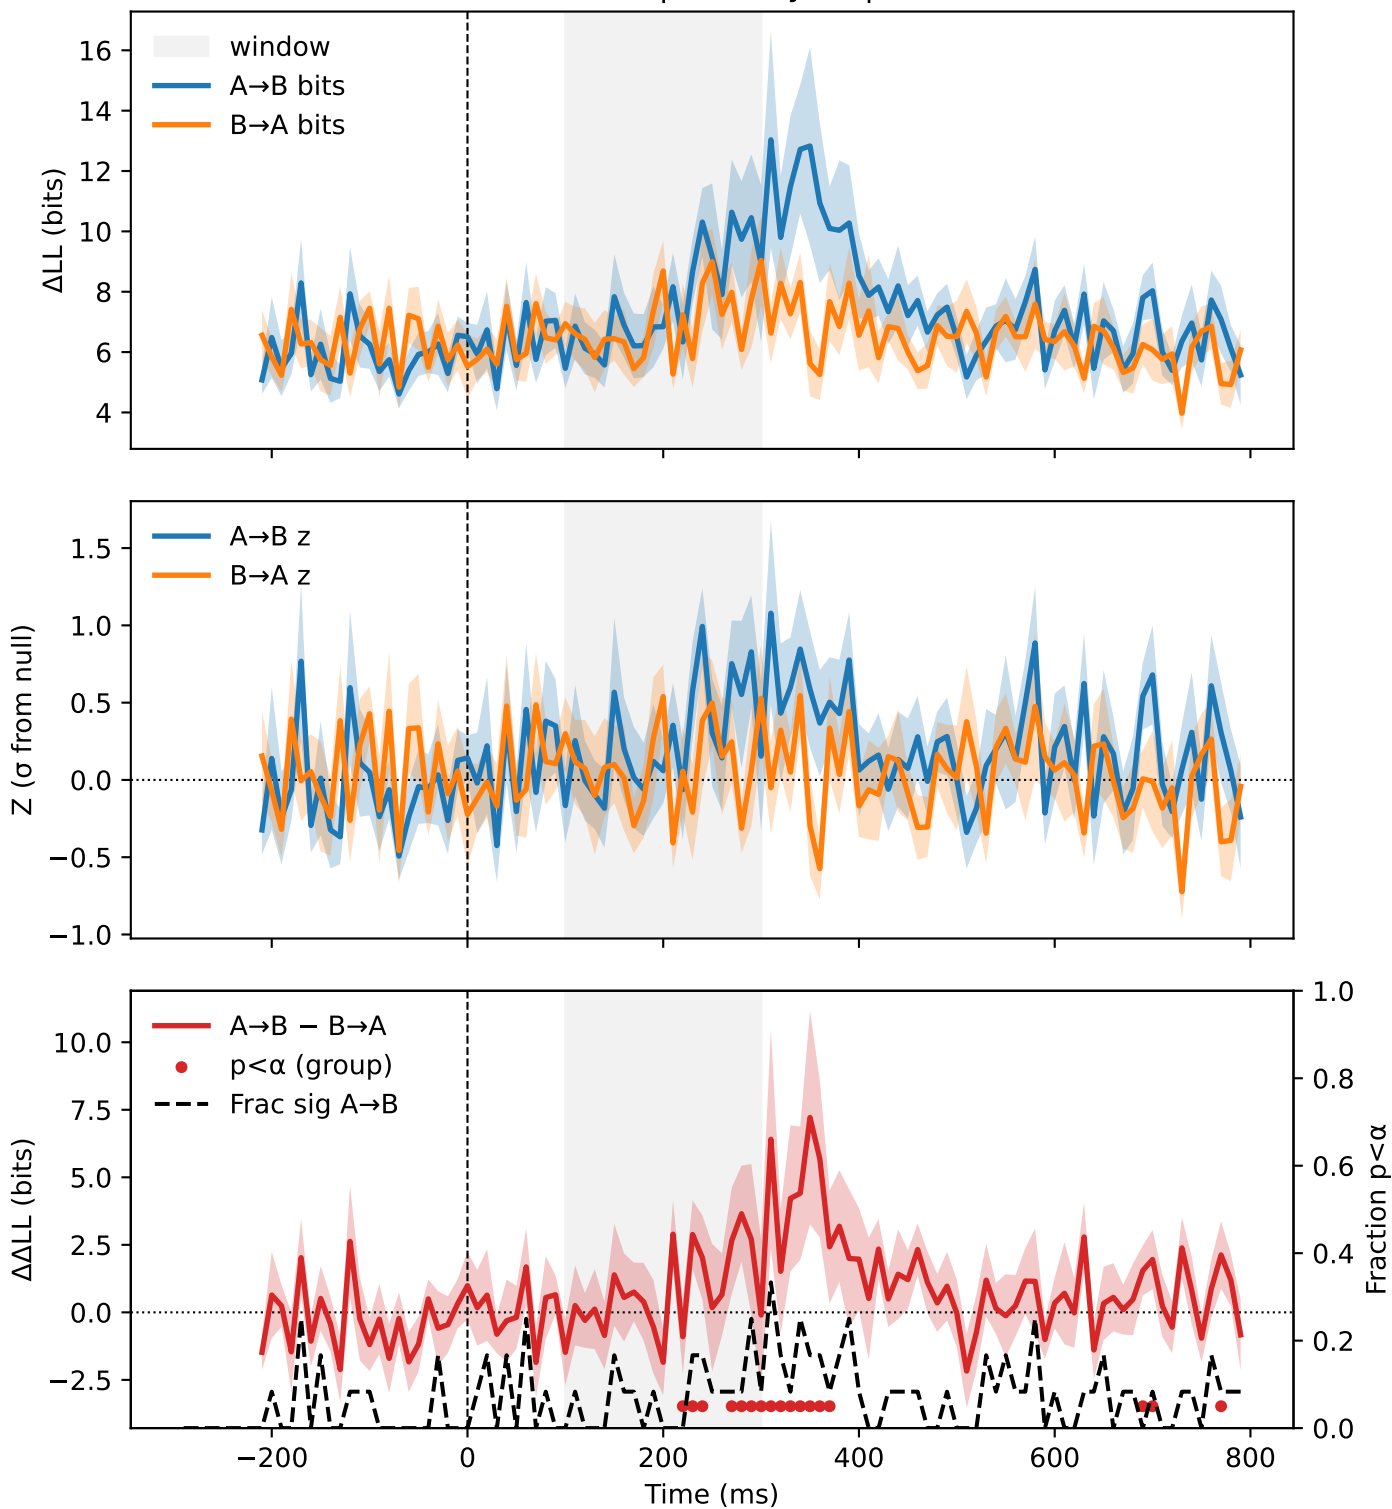 16
14
12
10
8
6
4
ΔLL (bits)
window
A→B bits
B→A bits
1.5
1.0
0.5
0.0
−0.5
−1.0
Z (σ from null)
A→B z
B→A z
10.0
7.5
5.0
2.5
0.0
−2.5
ΔΔLL (bits)
A→B − B→A
p<α (group)
Frac sig A→B
1.0
0.8
0.6
0.4
0.2
0.0
Fraction p<α
−200 0 200 400 600 800
Time (ms)